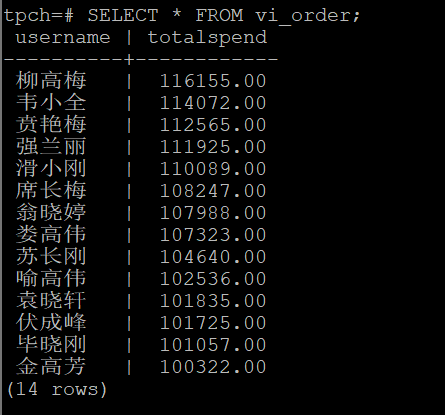 tpch=# SELECT * FROM vi_order;
username | totalspend
----------+------------
柳高梅 | 116155.00
韦小全 | 114072.00
贲艳梅 | 112565.00
强兰丽 | 111925.00
滑小刚 | 110089.00
席长梅 | 108247.00
翁晓婷 | 107988.00
娄高伟 | 107323.00
苏长刚 | 104640.00
喻高伟 | 102536.00
袁晓轩 | 101835.00
伏成峰 | 101725.00
毕晓刚 | 101057.00
金高芳 | 100322.00
(14 rows)